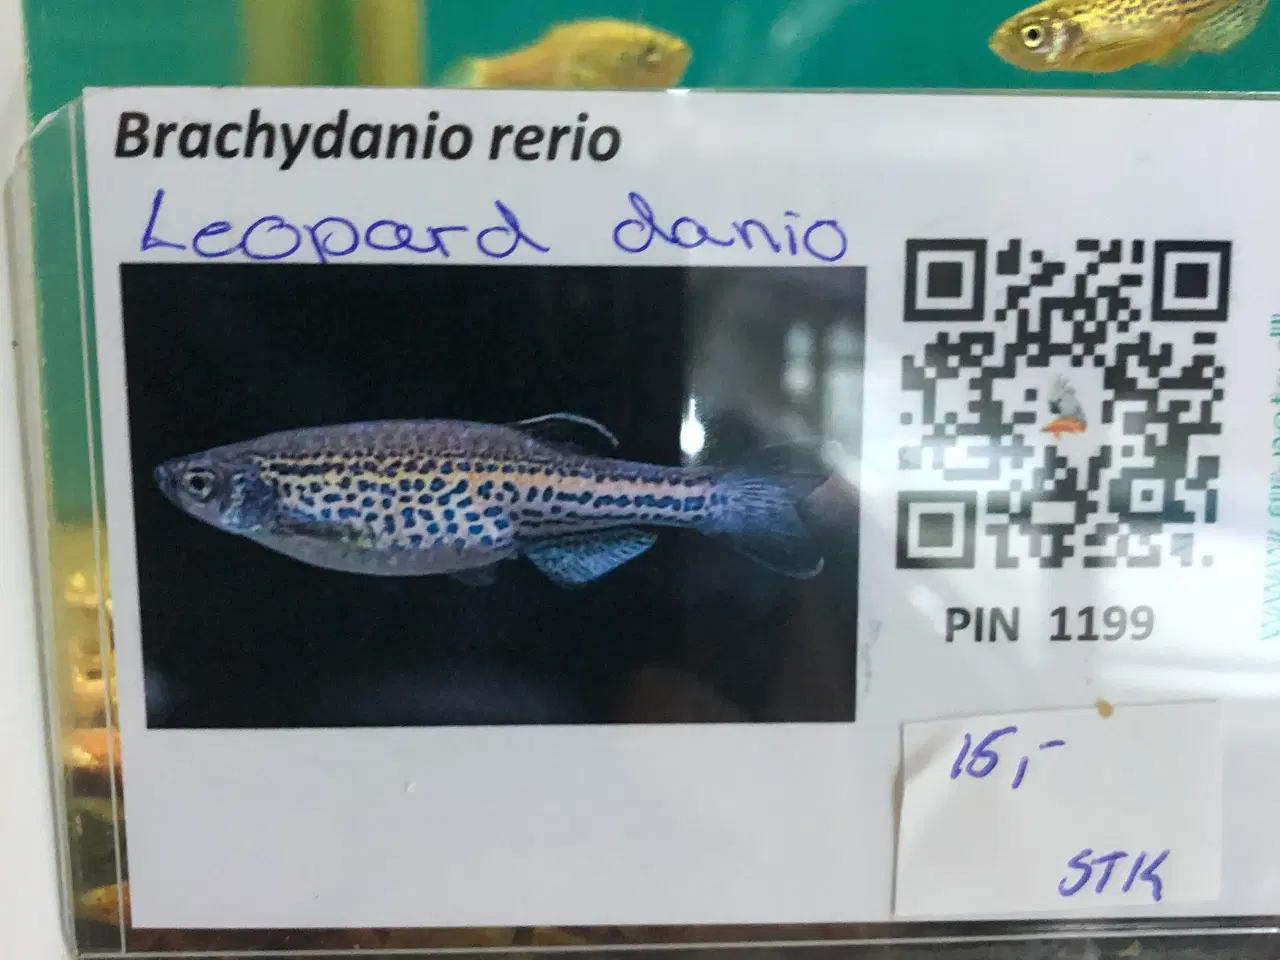 Brachydanio rerio
Leopard danio
PIN 1199
15,-
STK